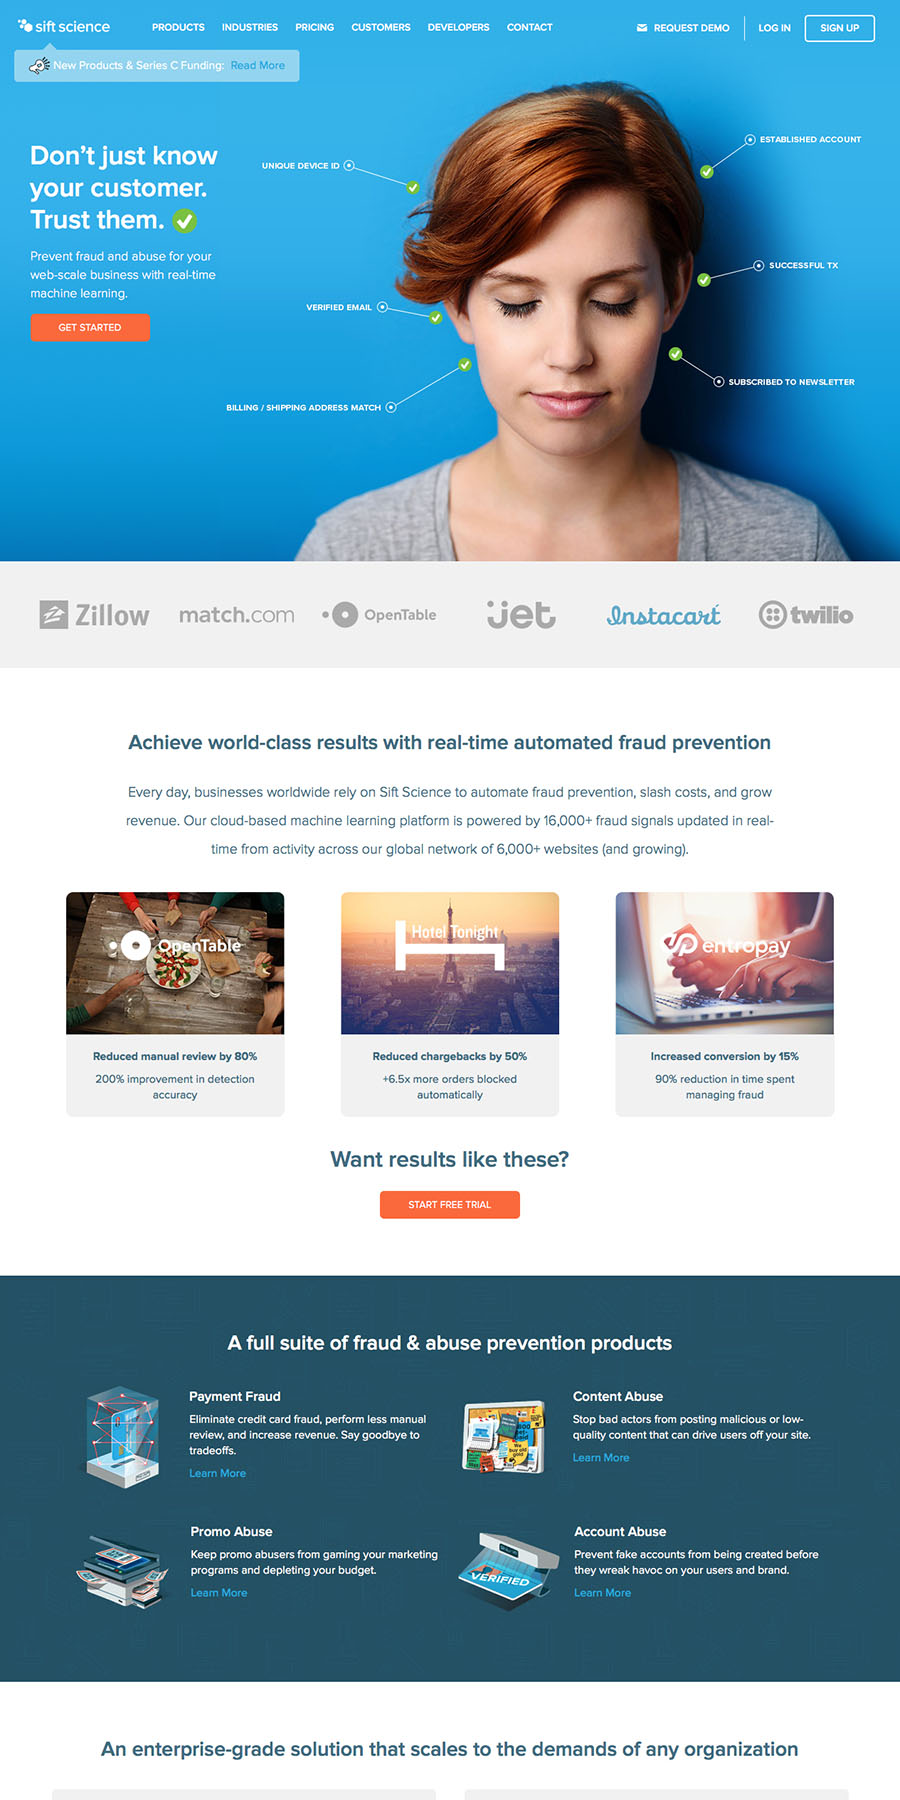 sift science
PRODUCTS INDUSTRIES PRICING CUSTOMERS DEVELOPERS CONTACT
REQUEST DEMO LOG IN SIGN UP
New Products & Series C Funding: Read More
Don't just know
your customer.
Trust them.
Prevent fraud and abuse for your
web-scale business with real-time
machine learning.
GET STARTED
UNIQUE DEVICE ID
VERIFIED EMAIL
BILLING / SHIPPING ADDRESS MATCH
ESTABLISHED ACCOUNT
SUCCESSFUL TX
SUBSCRIBED TO NEWSLETTER
Zillow match.com OpenTable jet Instacart twilio
Achieve world-class results with real-time automated fraud prevention
Every day, businesses worldwide rely on Sift Science to automate fraud prevention, slash costs, and grow
revenue. Our cloud-based machine learning platform is powered by 16,000+ fraud signals updated in real-
time from activity across our global network of 6,000+ websites (and growing).
OpenTable
Reduced manual review by 80%
200% improvement in detection
accuracy
Hotel Tonight
Reduced chargebacks by 50%
+6.5x more orders blocked
automatically
entropay
Increased conversion by 15%
90% reduction in time spent
managing fraud
Want results like these?
START FREE TRIAL
A full suite of fraud & abuse prevention products
Payment Fraud
Eliminate credit card fraud, perform less manual
review, and increase revenue. Say goodbye to
tradeoffs.
Learn More
We
buy old
gold
Content Abuse
Stop bad actors from posting malicious or low-
quality content that can drive users off your site.
Learn More
Promo Abuse
Keep promo abusers from gaming your marketing
programs and depleting your budget.
Learn More
VERIFIED
Account Abuse
Prevent fake accounts from being created before
they wreak havoc on your users and brand.
Learn More
An enterprise-grade solution that scales to the demands of any organization